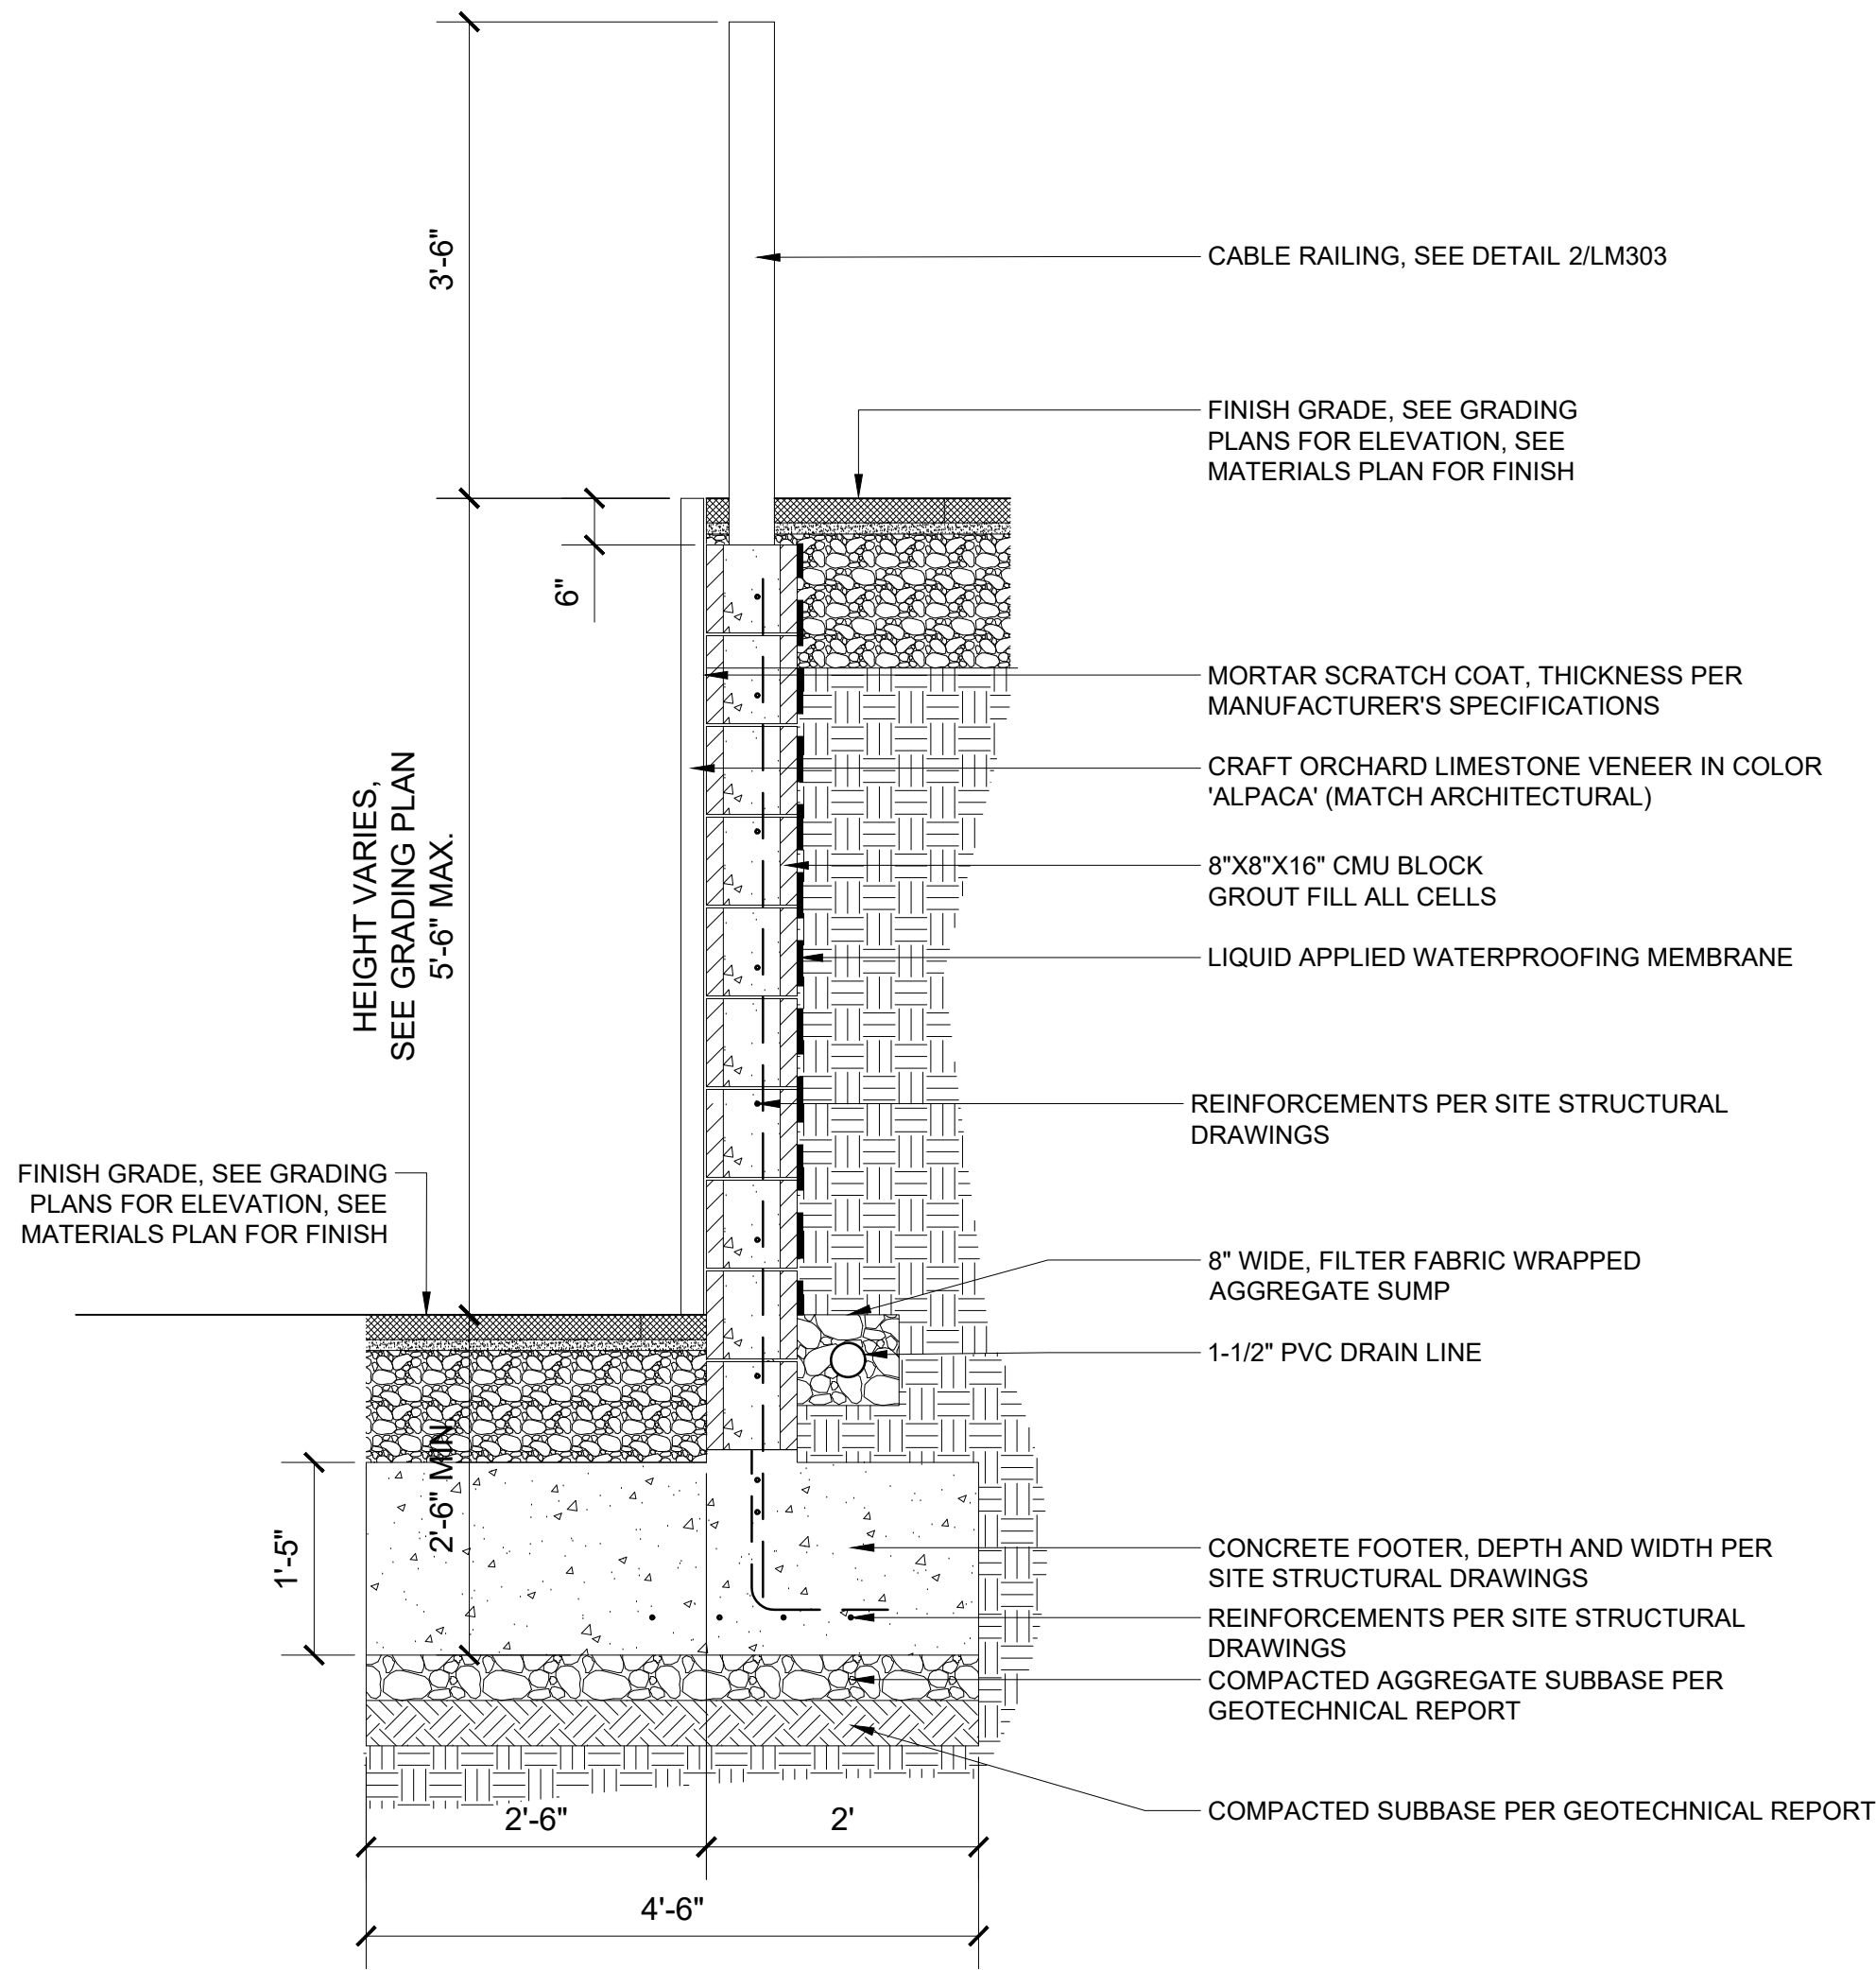 3'-6"
CABLE RAILING, SEE DETAIL 2/LM303
FINISH GRADE, SEE GRADING
PLANS FOR ELEVATION, SEE
MATERIALS PLAN FOR FINISH
6"
MORTAR SCRATCH COAT, THICKNESS PER
MANUFACTURER'S SPECIFICATIONS
HEIGHT VARIES,
SEE GRADING PLAN
5'-6" MAX.
CRAFT ORCHARD LIMESTONE VENEER IN COLOR
'ALPACA' (MATCH ARCHITECTURAL)
8"X8"X16" CMU BLOCK
GROUT FILL ALL CELLS
LIQUID APPLIED WATERPROOFING MEMBRANE
REINFORCEMENTS PER SITE STRUCTURAL
DRAWINGS
FINISH GRADE, SEE GRADING
PLANS FOR ELEVATION, SEE
MATERIALS PLAN FOR FINISH
8" WIDE, FILTER FABRIC WRAPPED
AGGREGATE SUMP
1-1/2" PVC DRAIN LINE
2'-6" MIN
1'-5"
CONCRETE FOOTER, DEPTH AND WIDTH PER
SITE STRUCTURAL DRAWINGS
REINFORCEMENTS PER SITE STRUCTURAL
DRAWINGS
COMPACTED AGGREGATE SUBBASE PER
GEOTECHNICAL REPORT
COMPACTED SUBBASE PER GEOTECHNICAL REPORT
2'-6"
2'
4'-6"